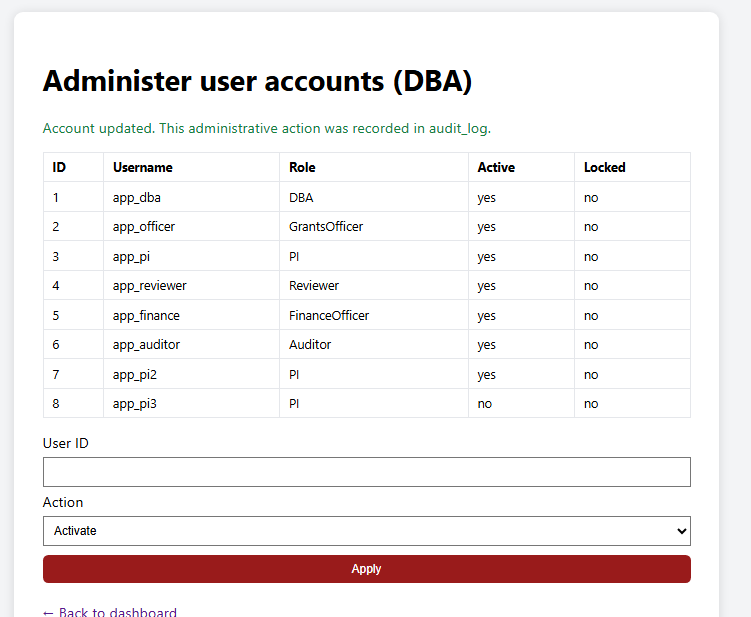 Administer user accounts (DBA)
Account updated. This administrative action was recorded in audit_log.
ID Username Role Active Locked
1 app_dba DBA yes no
2 app_officer GrantsOfficer yes no
3 app_pi PI yes no
4 app_reviewer Reviewer yes no
5 app_finance FinanceOfficer yes no
6 app_auditor Auditor yes no
7 app_pi2 PI yes no
8 app_pi3 PI no no
User ID
Action
Activate
Apply
← Back to dashboard